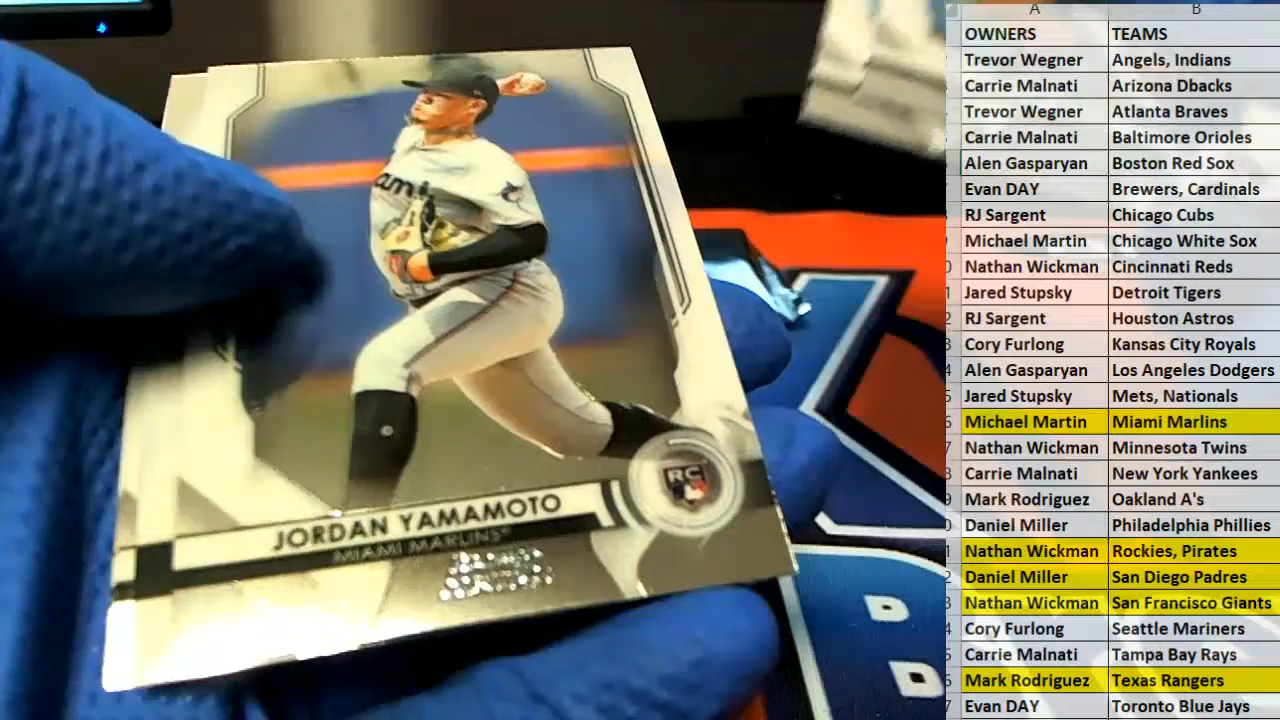 A B
OWNERS TEAMS
Trevor Wegner Angels, Indians
Carrie Malnati Arizona Dbacks
Trevor Wegner Atlanta Braves
Carrie Malnati Baltimore Orioles
Alen Gasparyan Boston Red Sox
Evan DAY Brewers, Cardinals
RJ Sargent Chicago Cubs
Michael Martin Chicago White Sox
Nathan Wickman Cincinnati Reds
Jared Stupsky Detroit Tigers
RJ Sargent Houston Astros
Cory Furlong Kansas City Royals
Alen Gasparyan Los Angeles Dodgers
Jared Stupsky Mets, Nationals
Michael Martin Miami Marlins
Nathan Wickman Minnesota Twins
Carrie Malnati New York Yankees
Mark Rodriguez Oakland A's
Daniel Miller Philadelphia Phillies
Nathan Wickman Rockies, Pirates
Daniel Miller San Diego Padres
Nathan Wickman San Francisco Giants
Cory Furlong Seattle Mariners
Carrie Malnati Tampa Bay Rays
Mark Rodriguez Texas Rangers
Evan DAY Toronto Blue Jays
RC
JORDAN YAMAMOTO
MIAMI MARLINS